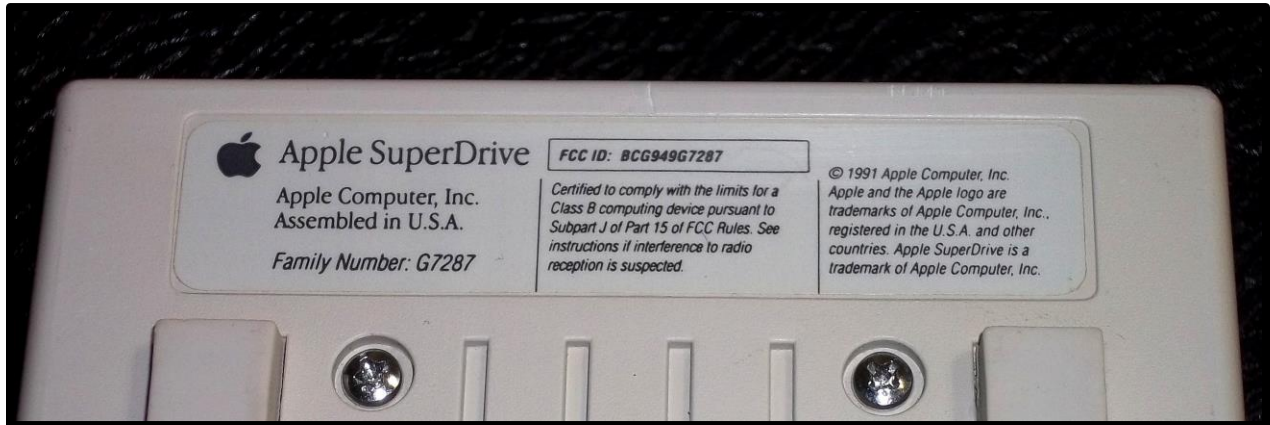 Apple SuperDrive
Apple Computer, Inc.
Assembled in U.S.A.
Family Number: G7287
FCC ID: BCG949G7287
Certified to comply with the limits for a
Class B computing device pursuant to
Subpart J of Part 15 of FCC Rules. See
instructions if interference to radio
reception is suspected.
© 1991 Apple Computer, Inc.
Apple and the Apple logo are
trademarks of Apple Computer, Inc.,
registered in the U.S.A. and other
countries. Apple SuperDrive is a
trademark of Apple Computer, Inc.